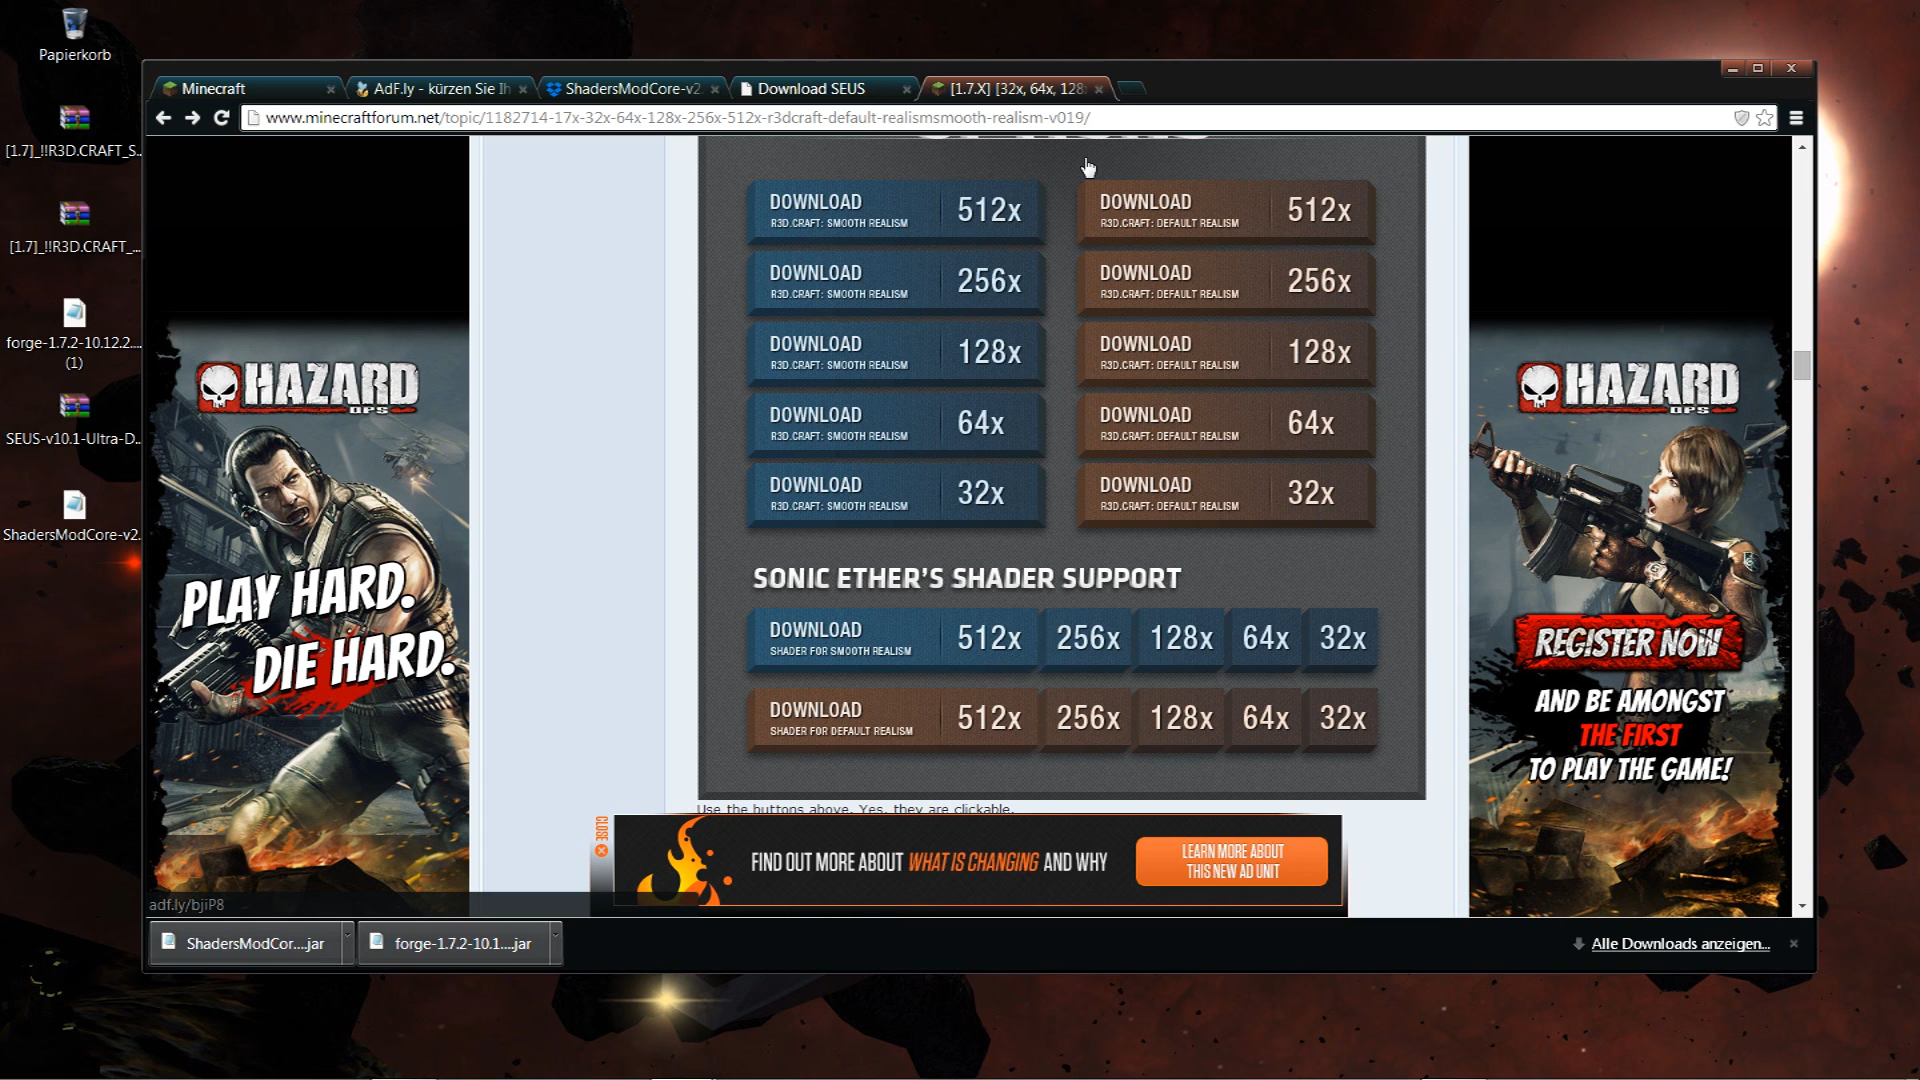 Papierkorb
[1.7]_!!R3D.CRAFT_S...
[1.7]_!!R3D.CRAFT_...
forge-1.7.2-10.12.2....
(1)
SEUS-v10.1-Ultra-D...
ShadersModCore-v2.
Minecraft
AdF.ly - kürzen Sie Ih
ShadersModCore-v2
Download SEUS
[1.7.X] [32x, 64x, 128
www.minecraftforum.net/topic/1182714-17x-32x-64x-128x-256x-512x-r3dcraft-default-realismsmooth-realism-v019/
DOWNLOAD
R3D.CRAFT: SMOOTH REALISM
512x
DOWNLOAD
R3D.CRAFT: DEFAULT REALISM
512x
DOWNLOAD
R3D.CRAFT: SMOOTH REALISM
256x
DOWNLOAD
R3D.CRAFT: DEFAULT REALISM
256x
DOWNLOAD
R3D.CRAFT: SMOOTH REALISM
128x
DOWNLOAD
R3D.CRAFT: DEFAULT REALISM
128x
DOWNLOAD
R3D.CRAFT: SMOOTH REALISM
64x
DOWNLOAD
R3D.CRAFT: DEFAULT REALISM
64x
DOWNLOAD
R3D.CRAFT: SMOOTH REALISM
32x
DOWNLOAD
R3D.CRAFT: DEFAULT REALISM
32x
SONIC ETHER'S SHADER SUPPORT
DOWNLOAD
SHADER FOR SMOOTH REALISM
512x 256x 128x 64x 32x
DOWNLOAD
SHADER FOR DEFAULT REALISM
512x 256x 128x 64x 32x
Use the buttons above. Yes, they are clickable.
HAZARD
OPS
PLAY HARD.
DIE HARD.
HAZARD
OPS
REGISTER NOW
AND BE AMONGST
THE FIRST
TO PLAY THE GAME!
CLOSE
FIND OUT MORE ABOUT WHAT IS CHANGING AND WHY
LEARN MORE ABOUT
THIS NEW AD UNIT
adf.ly/bjiP8
ShadersModCor....jar
forge-1.7.2-10.1....jar
Alle Downloads anzeigen...